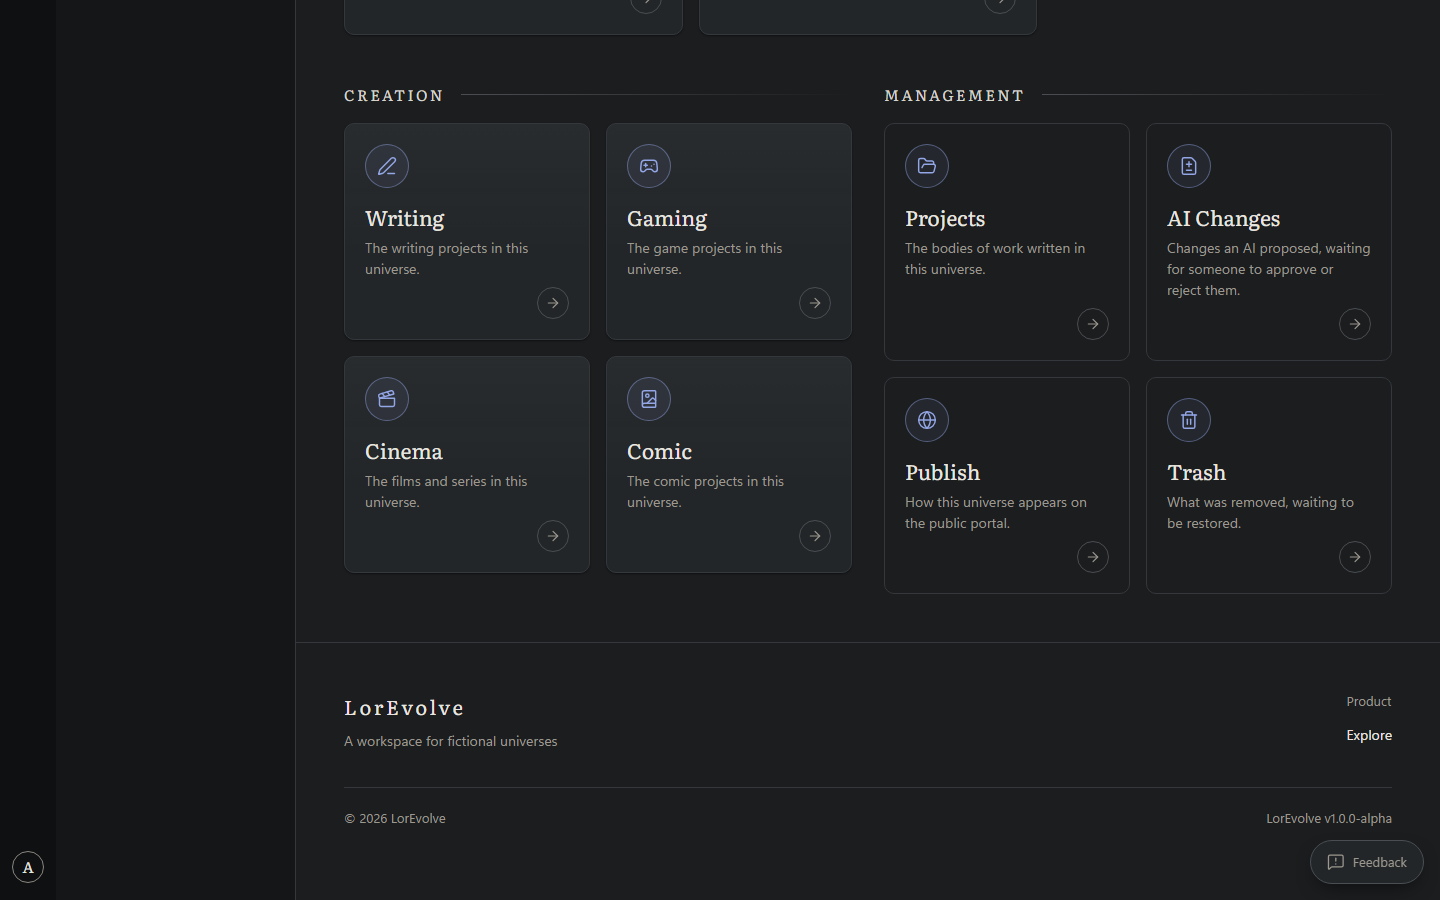 CREATION
Writing
The writing projects in this
universe.
Gaming
The game projects in this
universe.
Cinema
The films and series in this
universe.
Comic
The comic projects in this
universe.
MANAGEMENT
Projects
The bodies of work written in
this universe.
AI Changes
Changes an AI proposed, waiting
for someone to approve or
reject them.
Publish
How this universe appears on
the public portal.
Trash
What was removed, waiting to
be restored.
LorEvolve
A workspace for fictional universes
Product
Explore
© 2026 LorEvolve
LorEvolve v1.0.0-alpha
A
Feedback